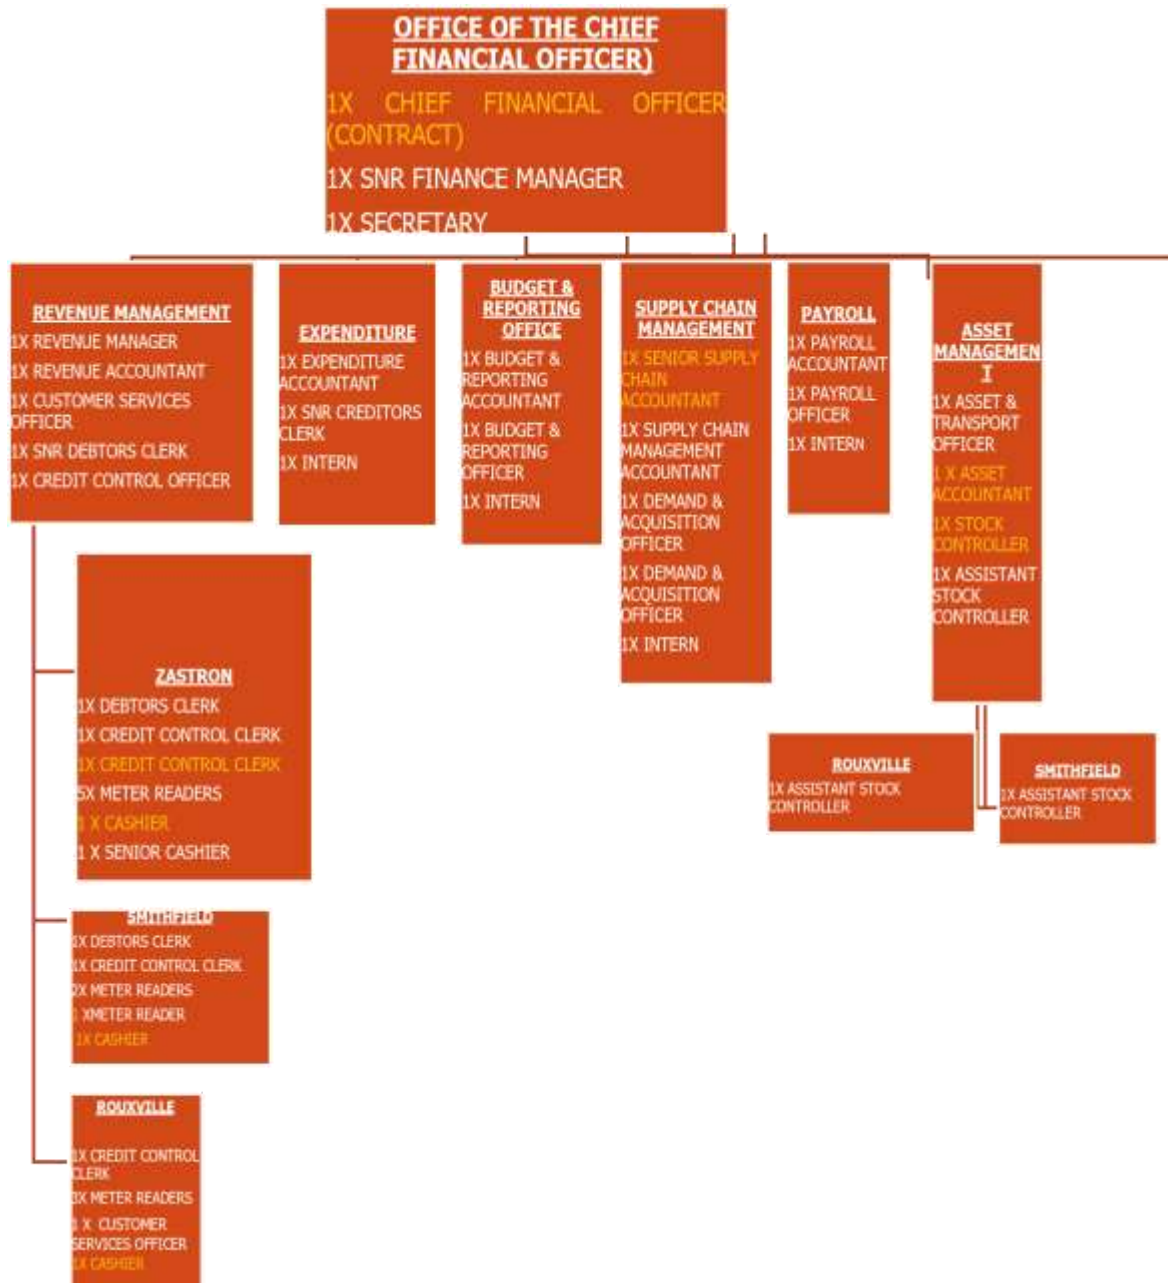 OFFICE OF THE CHIEF
FINANCIAL OFFICER)
1X CHIEF FINANCIAL OFFICER
(CONTRACT)
1X SNR FINANCE MANAGER
1X SECRETARY
REVENUE MANAGEMENT
1X REVENUE MANAGER
1X REVENUE ACCOUNTANT
1X CUSTOMER SERVICES
OFFICER
1X SNR DEBTORS CLERK
1X CREDIT CONTROL OFFICER
EXPENDITURE
1X EXPENDITURE
ACCOUNTANT
1X SNR CREDITORS
CLERK
1X INTERN
BUDGET &
REPORTING
OFFICE
1X BUDGET &
REPORTING
ACCOUNTANT
1X BUDGET &
REPORTING
OFFICER
1X INTERN
SUPPLY CHAIN
MANAGEMENT
1X SENIOR SUPPLY
CHAIN
ACCOUNTANT
1X SUPPLY CHAIN
MANAGEMENT
ACCOUNTANT
1X DEMAND &
ACQUISITION
OFFICER
1X DEMAND &
ACQUISITION
OFFICER
1X INTERN
PAYROLL
1X PAYROLL
ACCOUNTANT
1X PAYROLL
OFFICER
1X INTERN
ASSET
MANAGEMEN
T
1X ASSET &
TRANSPORT
OFFICER
1 X ASSET
ACCOUNTANT
1X STOCK
CONTROLLER
1X ASSISTANT
STOCK
CONTROLLER
ZASTRON
1X DEBTORS CLERK
1X CREDIT CONTROL CLERK
1X CREDIT CONTROL CLERK
5X METER READERS
1 X CASHIER
1 X SENIOR CASHIER
ROUXVILLE
1X ASSISTANT STOCK
CONTROLLER
SMITHFIELD
1X ASSISTANT STOCK
CONTROLLER
SMITHFIELD
1X DEBTORS CLERK
1X CREDIT CONTROL CLERK
2X METER READERS
1 XMETER READER
1X CASHIER
ROUXVILLE
1X CREDIT CONTROL
CLERK
3X METER READERS
1 X CUSTOMER
SERVICES OFFICER
1X CASHIER